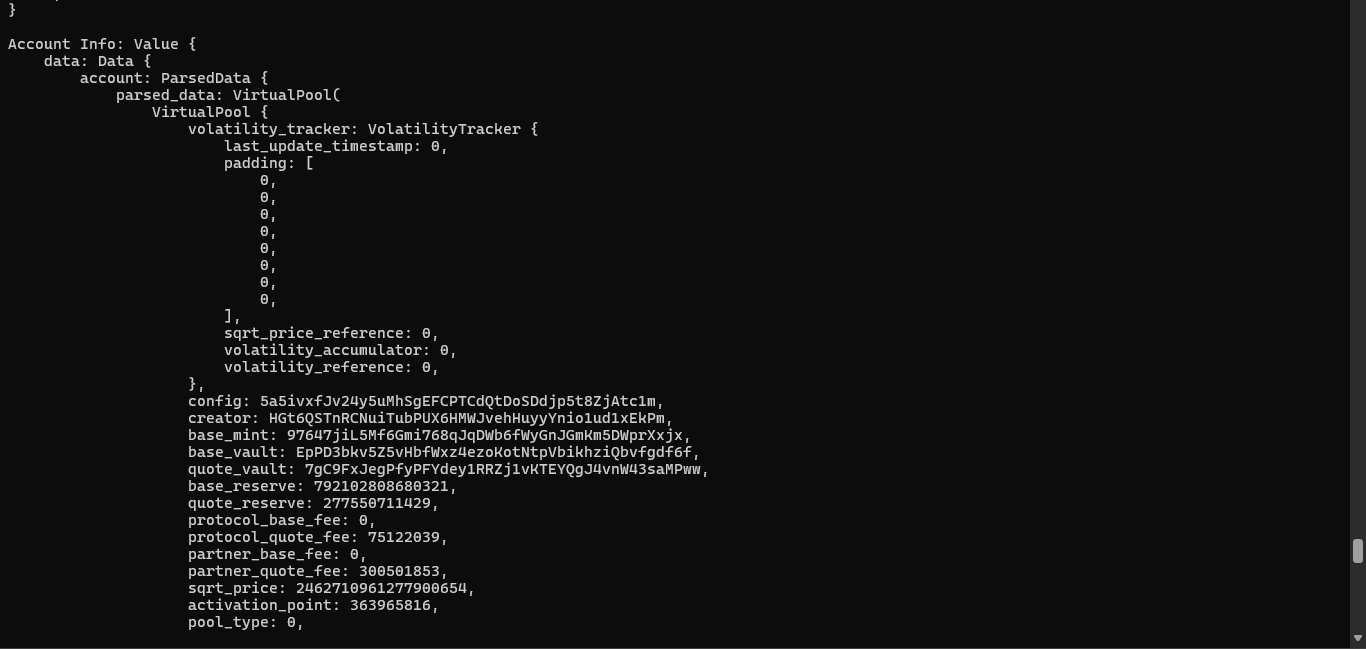 }
Account Info: Value {
data: Data {
account: ParsedData {
parsed_data: VirtualPool(
VirtualPool {
volatility_tracker: VolatilityTracker {
last_update_timestamp: 0,
padding: [
0,
0,
0,
0,
0,
0,
0,
0,
],
sqrt_price_reference: 0,
volatility_accumulator: 0,
volatility_reference: 0,
},
config: 5a5ivxfJv24y5uMhSgEFCPTCdQtDoSDdjp5t8ZjAtc1m,
creator: HGt6QSTnRCNuiTubPUX6HMWJvehHuyyYnio1ud1xEkPm,
base_mint: 97647jiL5Mf6Gmi768qJqDWb6fWyGnJGmKm5DWprXxjx,
base_vault: EpPD3bkv5Z5vHbfWxz4ezoKotNtpVbikhziQbvfgdf6f,
quote_vault: 7gC9FxJegPfyPFYdey1RRZj1vKTEYQgJ4vnW43saMPww,
base_reserve: 792102808680321,
quote_reserve: 277550711429,
protocol_base_fee: 0,
protocol_quote_fee: 75122039,
partner_base_fee: 0,
partner_quote_fee: 300501853,
sqrt_price: 2462710961277900654,
activation_point: 363965816,
pool_type: 0,